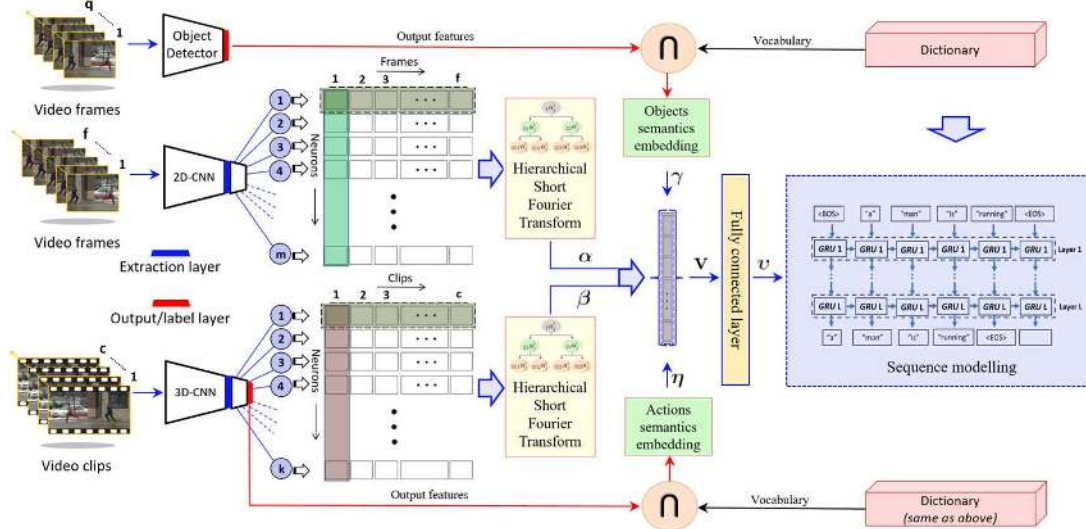 q
1
Video frames
Object
Detector
Output features
∩
Vocabulary
Dictionary
Objects
semantics
embedding
γ
f
1
Video frames
2D-CNN
1
2
3
4
m
Neurons
Frames
1 2 3 f
Hierarchical
Short
Fourier
Transform
α
Extraction layer
Output/label layer
β
V
Fully connected layer
υ
<BOS> "a" "man" "is" "running" <EOS>
GRU 1 GRU 1 GRU 1 GRU 1 GRU 1 GRU 1
Layer 1
GRU L GRU L GRU L GRU L GRU L GRU L
Layer L
"a" "man" "is" "running" <EOS>
Sequence modelling
c
1
Video clips
3D-CNN
1
2
3
4
k
Neurons
Clips
1 2 3 c
Hierarchical
Short
Fourier
Transform
η
Actions
semantics
embedding
Output features
∩
Vocabulary
Dictionary
(same as above)